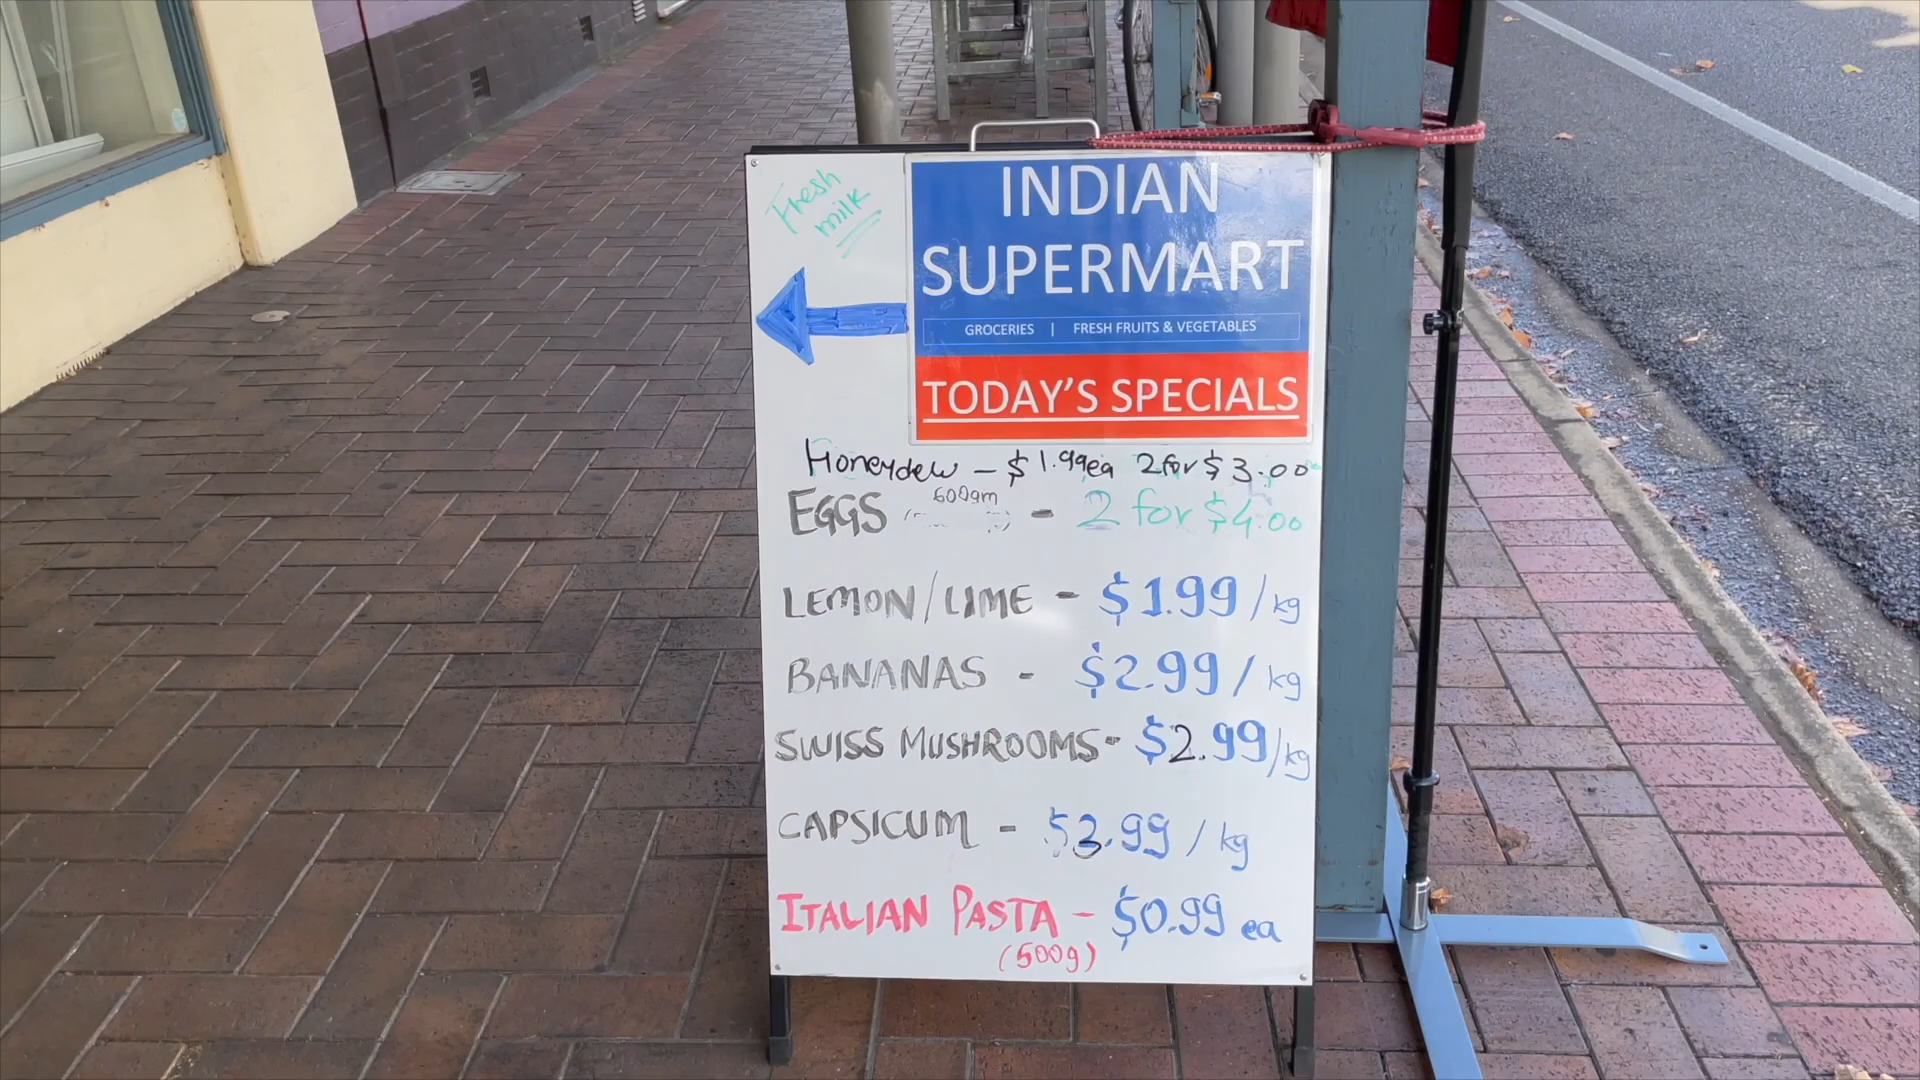 Fresh
milk
INDIAN
SUPERMART
GROCERIES | FRESH FRUITS & VEGETABLES
TODAY'S SPECIALS
Honeydew - $1.99ea 2 for $3.00
EGGS 600gm - 2 for $4.00
LEMON/LIME - $1.99/kg
BANANAS - $2.99/kg
SWISS MUSHROOMS - $2.99/kg
CAPSICUM - $3.99/kg
ITALIAN PASTA - $0.99 ea
(500g)